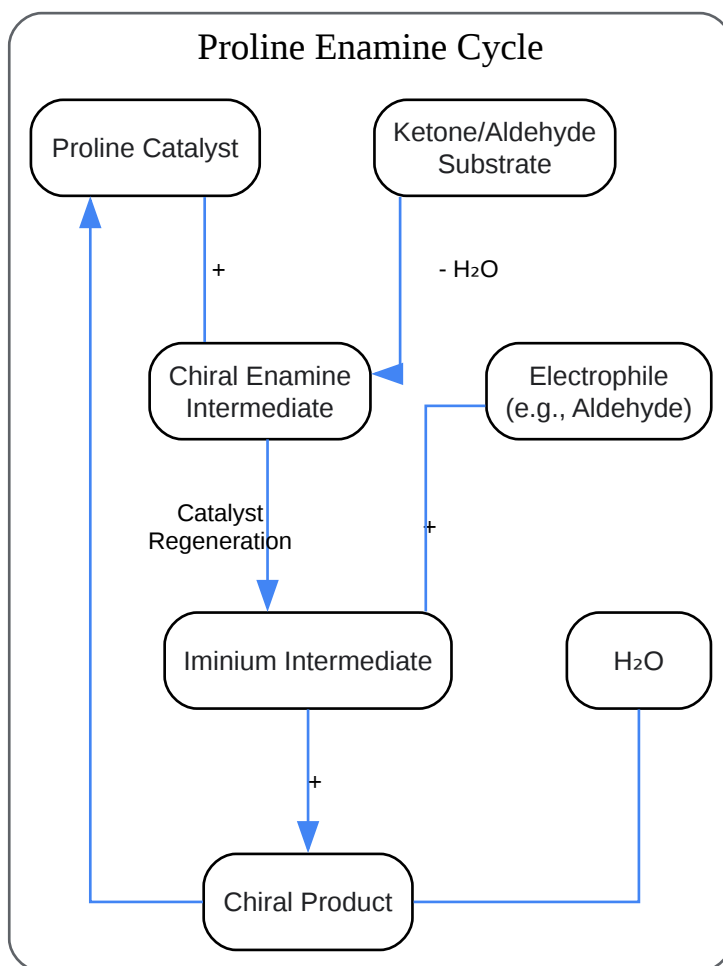 Proline Enamine Cycle
Proline Catalyst
Ketone/Aldehyde
Substrate
+
- H₂O
Chiral Enamine
Intermediate
Electrophile
(e.g., Aldehyde)
Catalyst
Regeneration
+
Iminium Intermediate
H₂O
+
Chiral Product